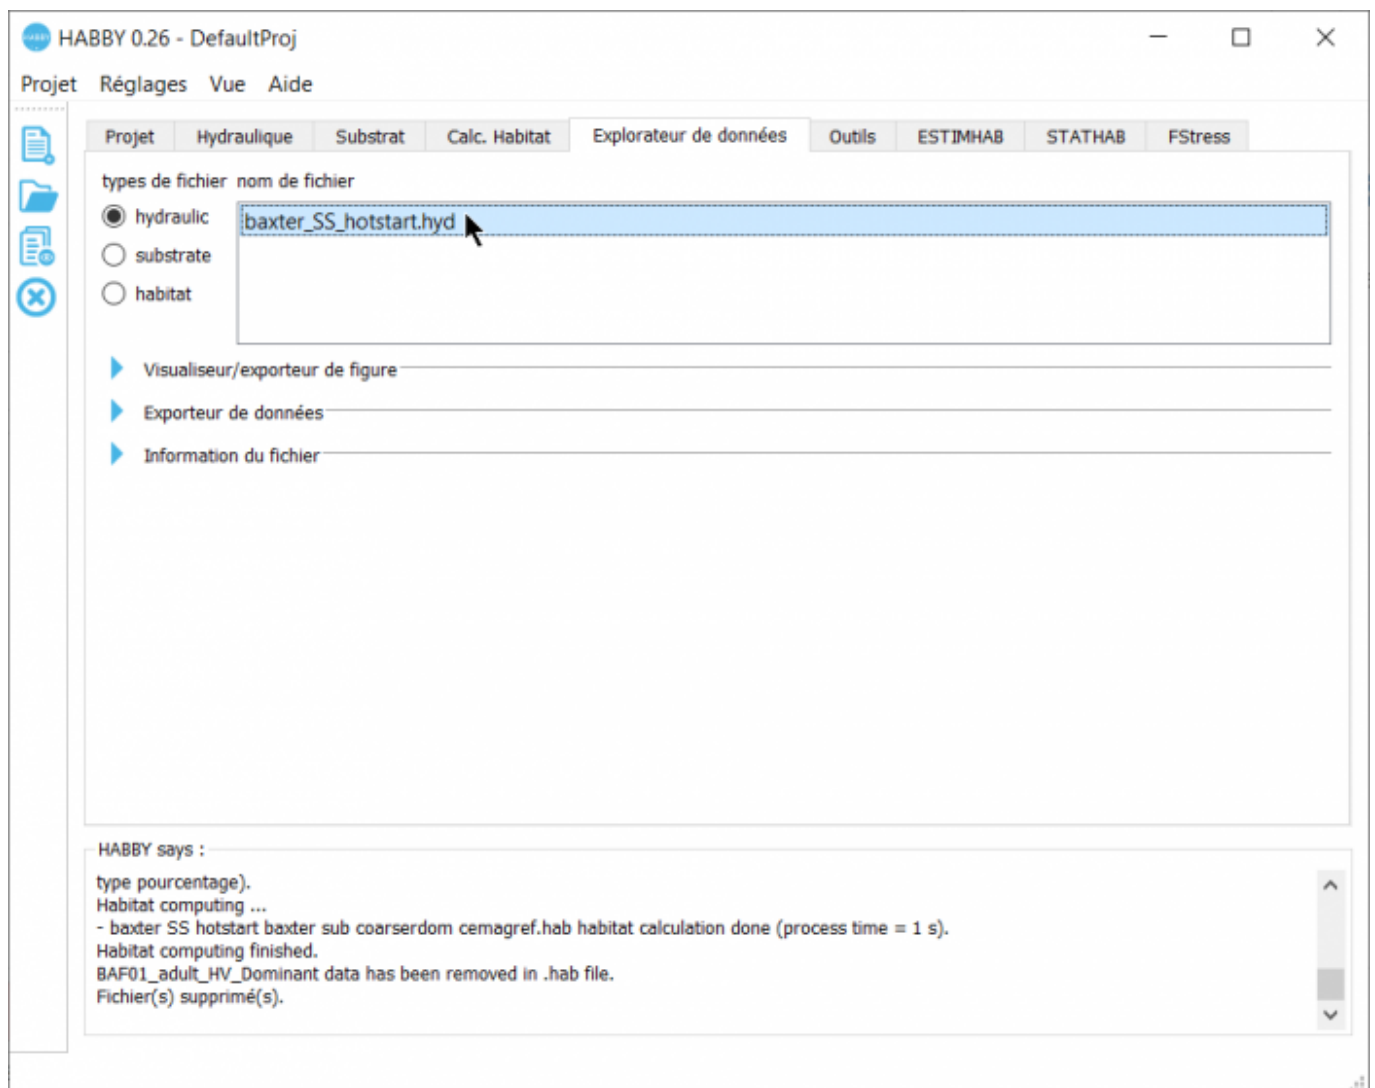 HABBY 0.26 - DefaultProj
Projet Réglages Vue Aide
Projet Hydraulique Substrat Calc. Habitat Explorateur de données Outils ESTIMHAB STATHAB FStress
types de fichier nom de fichier
hydraulic baxter_SS_hotstart.hyd
substrate
habitat
Visualiseur/exporteur de figure
Exporteur de données
Information du fichier
HABBY says :
type pourcentage).
Habitat computing ...
- baxter SS hotstart baxter sub coarserdom cemagref.hab habitat calculation done (process time = 1 s).
Habitat computing finished.
BAF01_adult_HV_Dominant data has been removed in .hab file.
Fichier(s) supprimé(s).